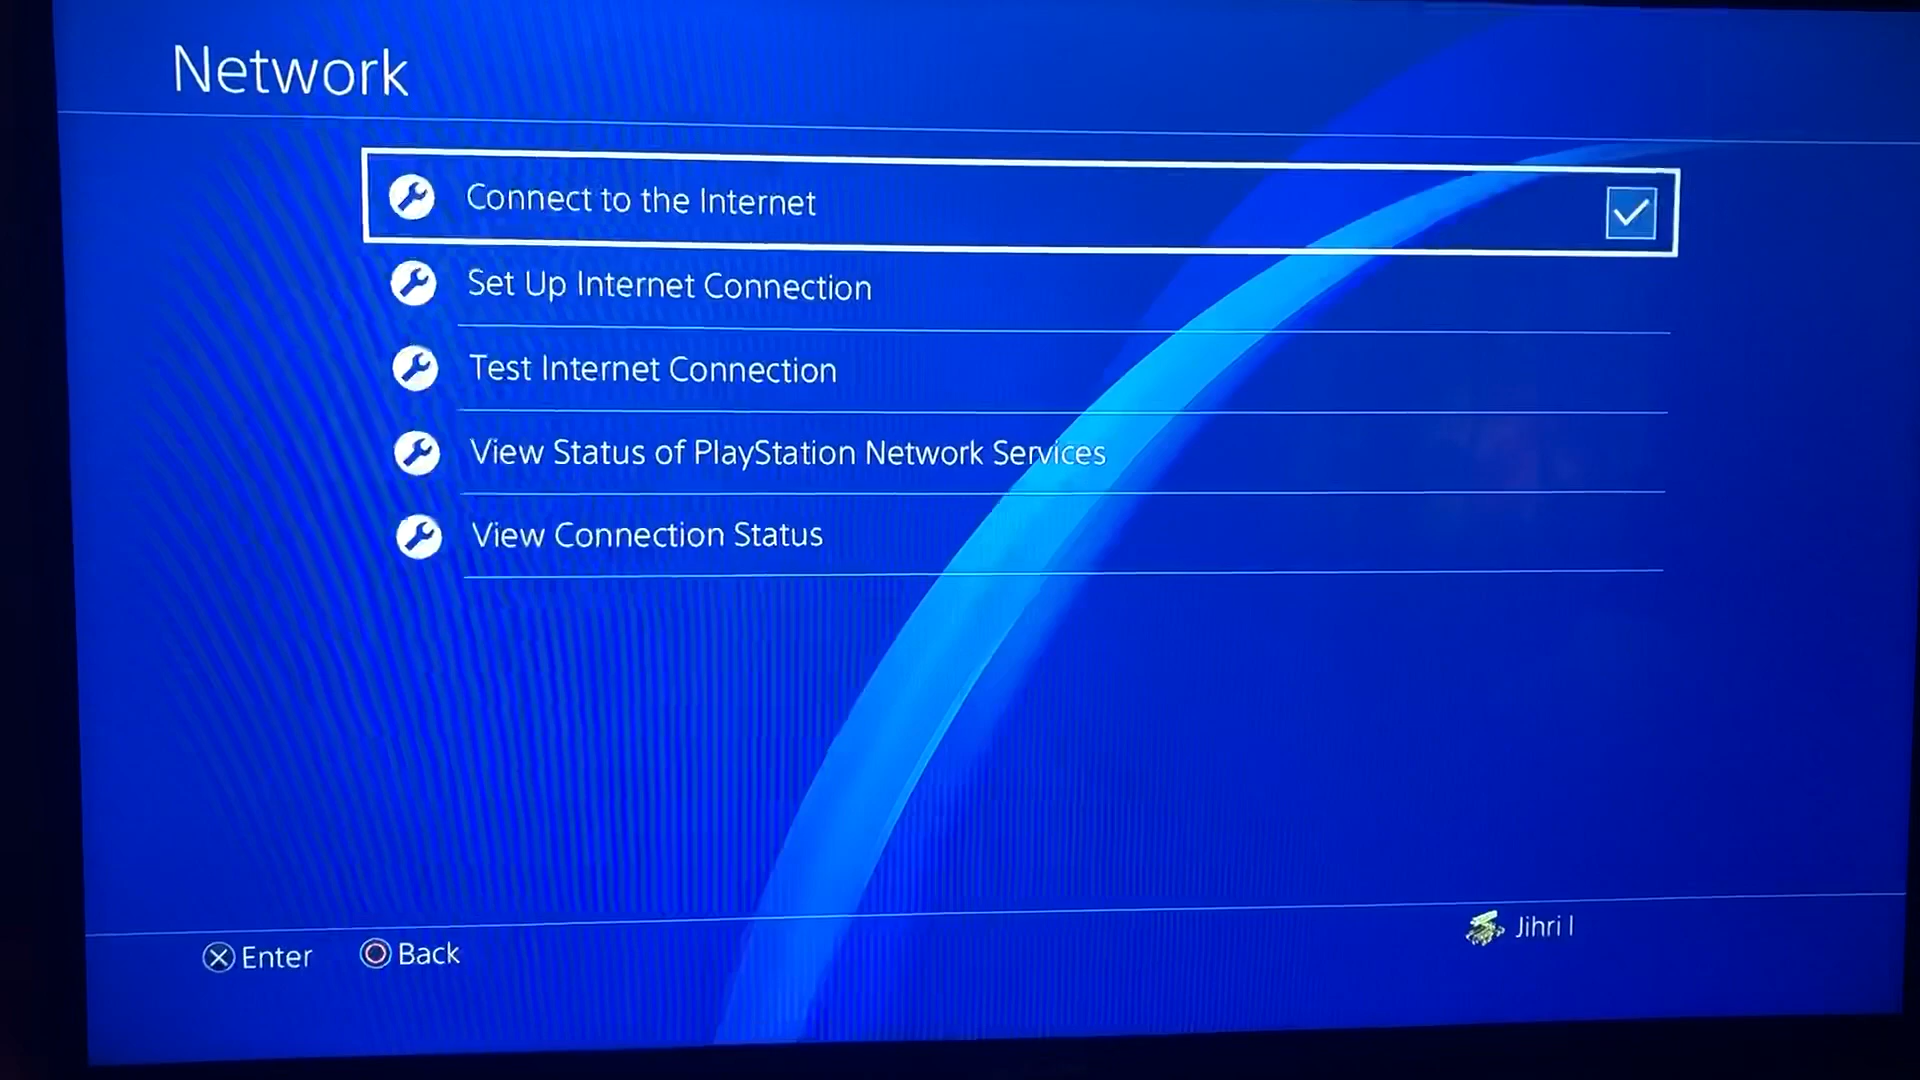 Network
Connect to the Internet
Set Up Internet Connection
Test Internet Connection
View Status of PlayStation Network Services
View Connection Status
Enter
Back
Jihri I